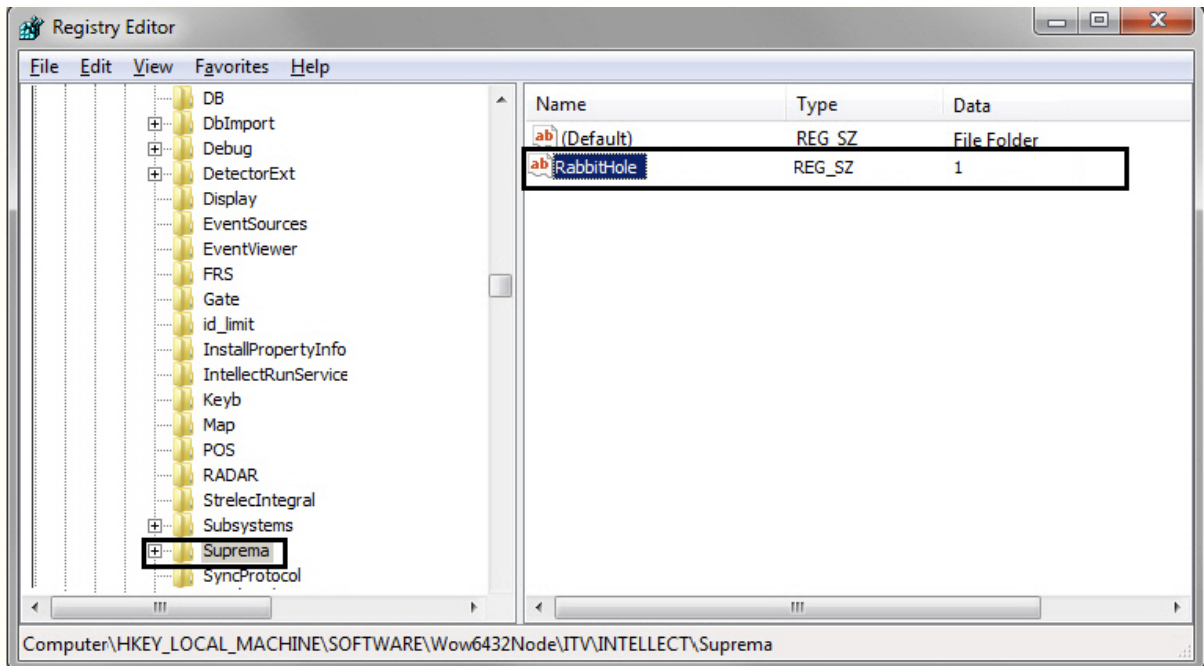 Registry Editor
File Edit View Favorites Help
DB
DbImport
Debug
DetectorExt
Display
EventSources
EventViewer
FRS
Gate
id_limit
InstallPropertyInfo
IntellectRunService
Keyb
Map
POS
RADAR
StrelecIntegral
Subsystems
Suprema
SyncProtocol
Name Type Data
ab (Default) REG_SZ File Folder
ab RabbitHole REG_SZ 1
Computer\HKEY_LOCAL_MACHINE\SOFTWARE\Wow6432Node\ITV\INTELLECT\Suprema